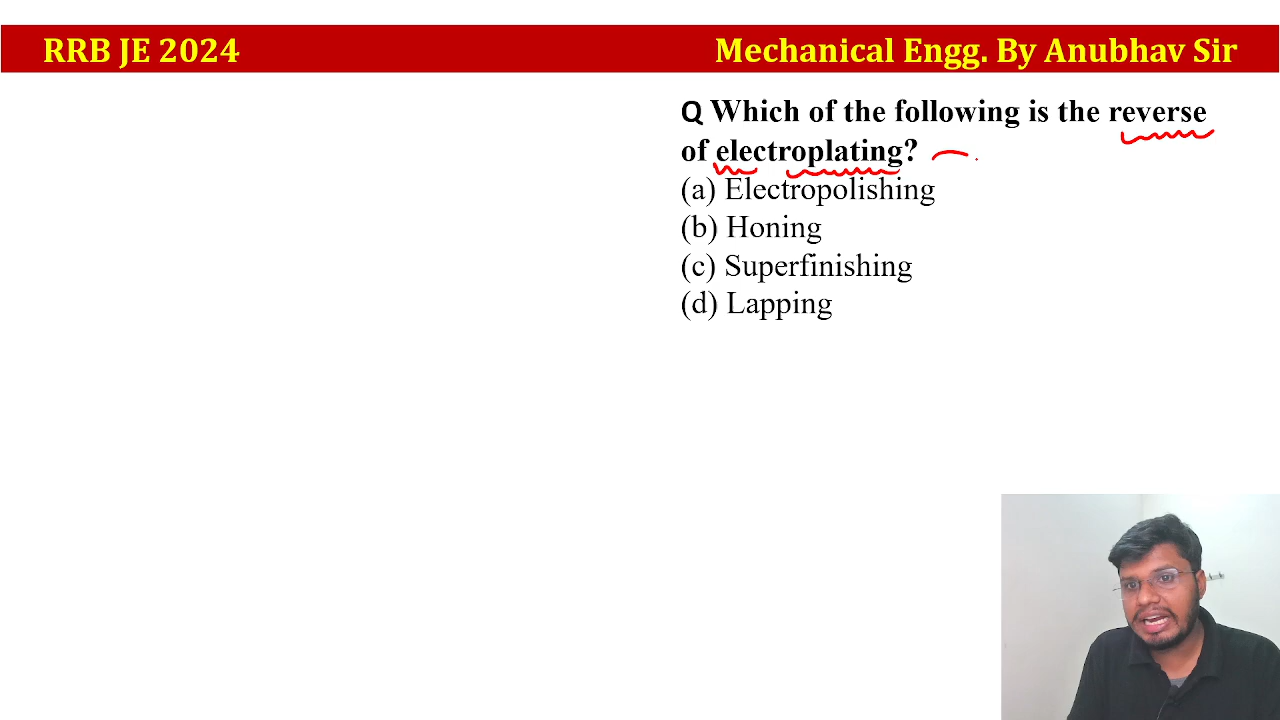 RRB JE 2024
Mechanical Engg. By Anubhav Sir
Q Which of the following is the reverse
of electroplating?
(a) Electropolishing
(b) Honing
(c) Superfinishing
(d) Lapping